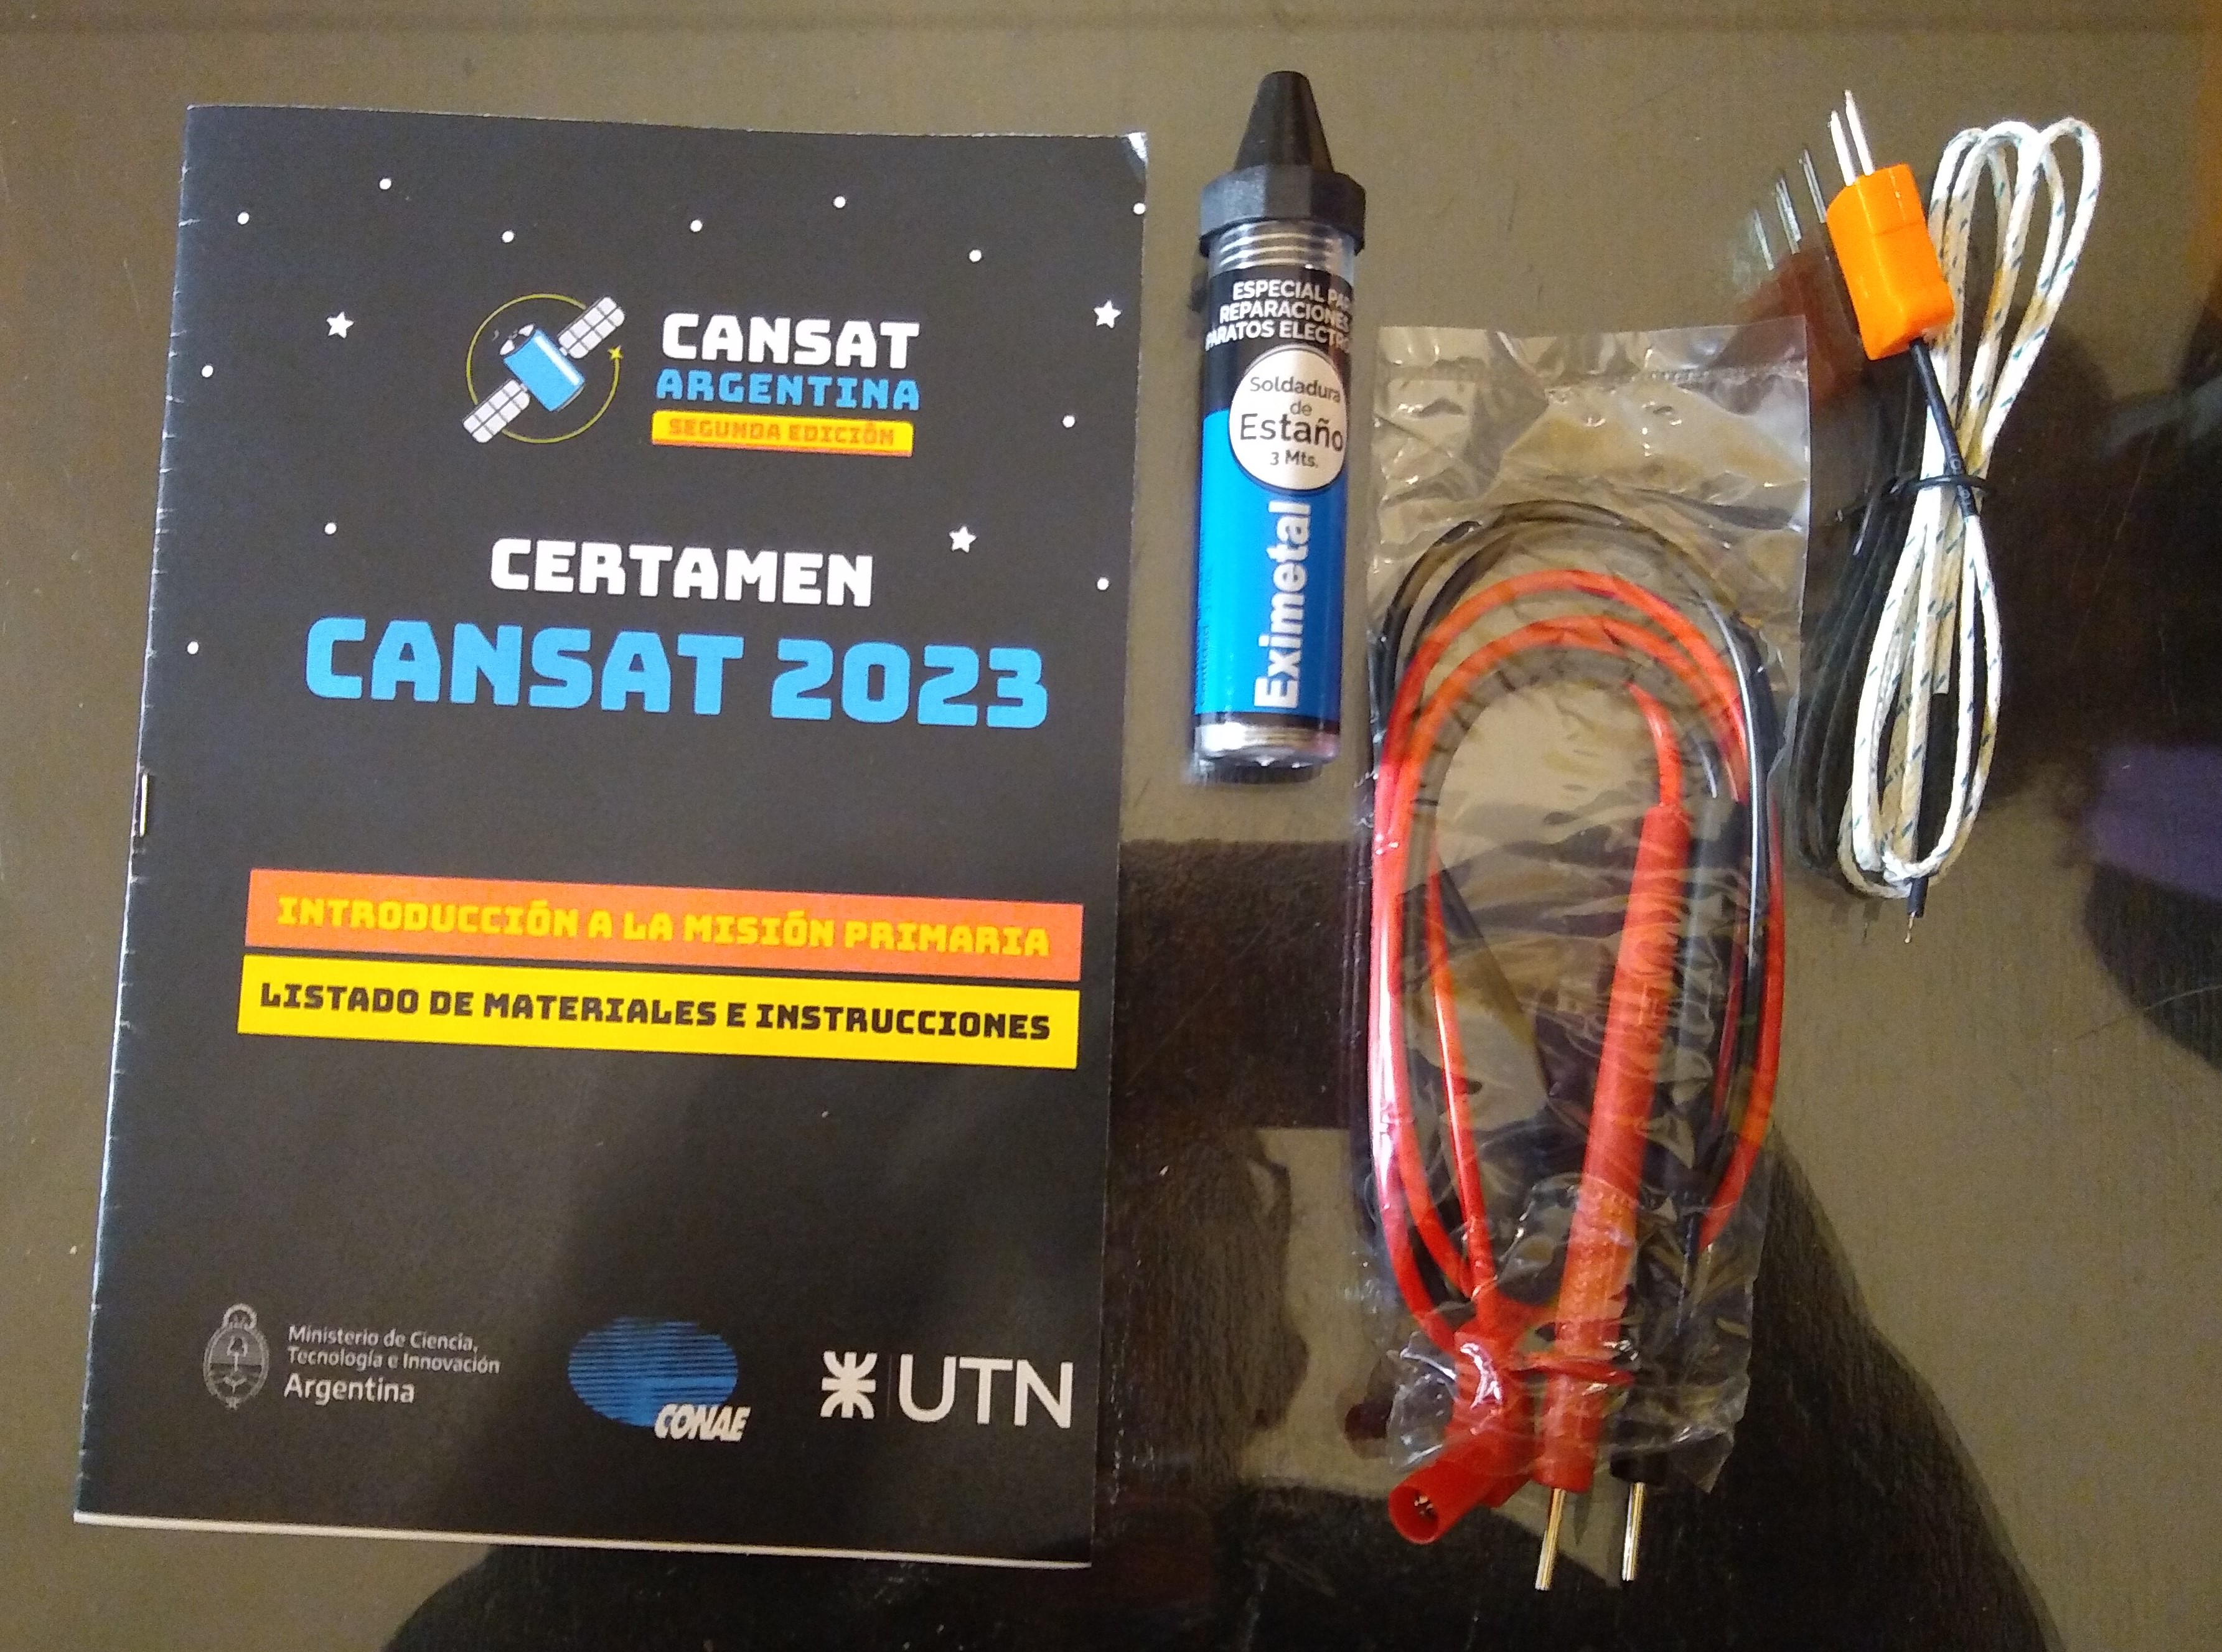 CANSAT
ARGENTINA
SEGUNDA EDICIÓN
CERTAMEN
CANSAT 2023
INTRODUCCIÓN A LA MISIÓN PRIMARIA
LISTADO DE MATERIALES E INSTRUCCIONES
Ministerio de Ciencia,
Tecnología e Innovación
Argentina
CONAE
UTN
ESPECIAL
REPARACIONES
Soldadura
de
Estaño
3 Mts.
Eximetal